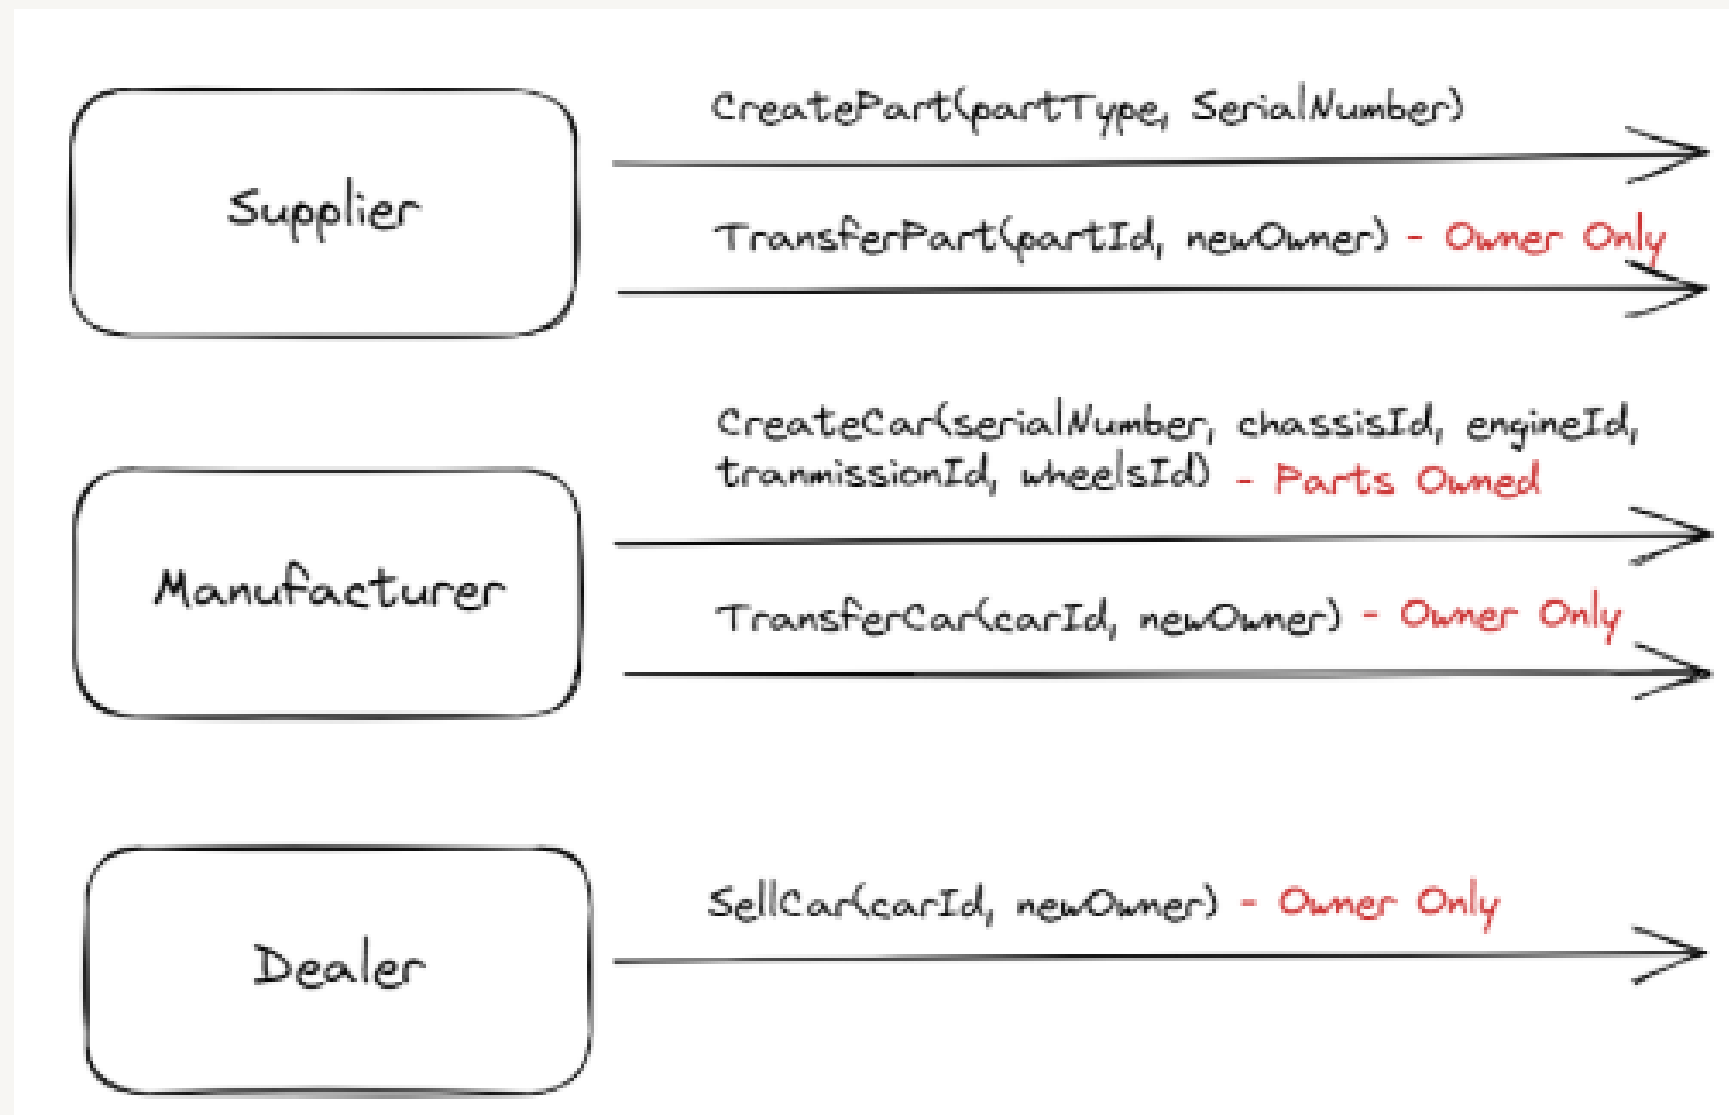 Supplier
CreatePart(partType, SerialNumber)
TransferPart(partId, newOwner) - Owner Only
Manufacturer
CreateCar(serialNumber, chassisId, engineId,
tranmissionId, wheelsId) - Parts Owned
TransferCar(carId, newOwner) - Owner Only
Dealer
SellCar(carId, newOwner) - Owner Only